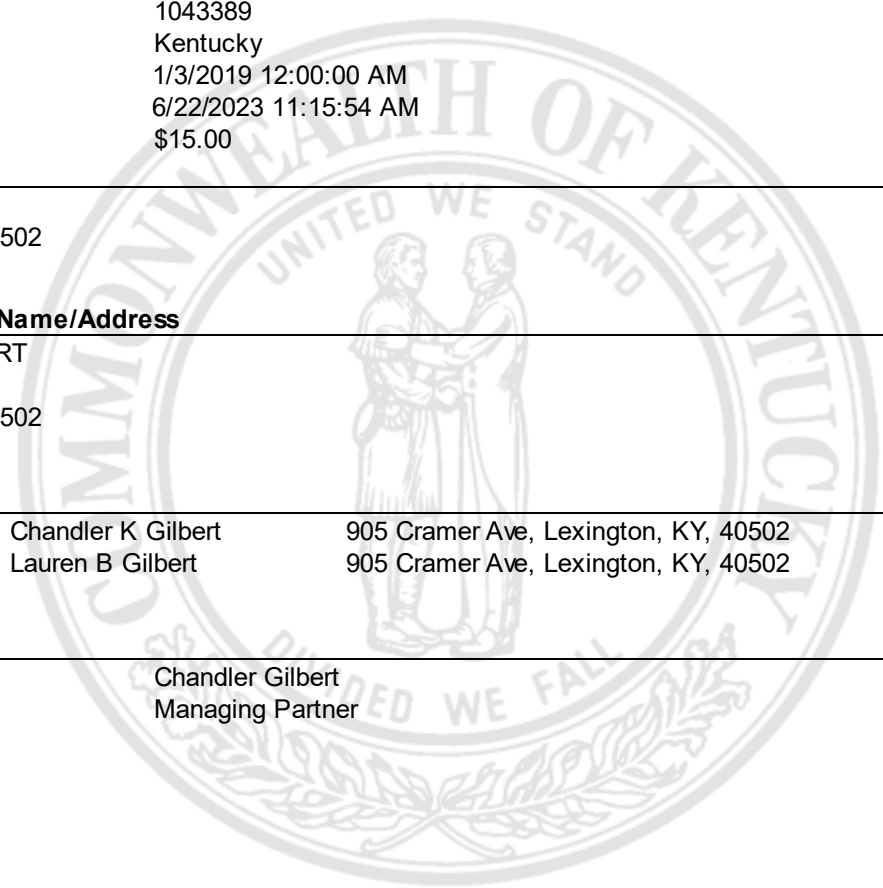 1043389
Kentucky
1/3/2019 12:00:00 AM
6/22/2023 11:15:54 AM
$15.00
502
Name/Address
RT
502
Chandler K Gilbert 905 Cramer Ave, Lexington, KY, 40502
Lauren B Gilbert 905 Cramer Ave, Lexington, KY, 40502
Chandler Gilbert
Managing Partner
COMMONWEALTH OF KENTUCKY
UNITED WE STAND
DIVIDED WE FALL